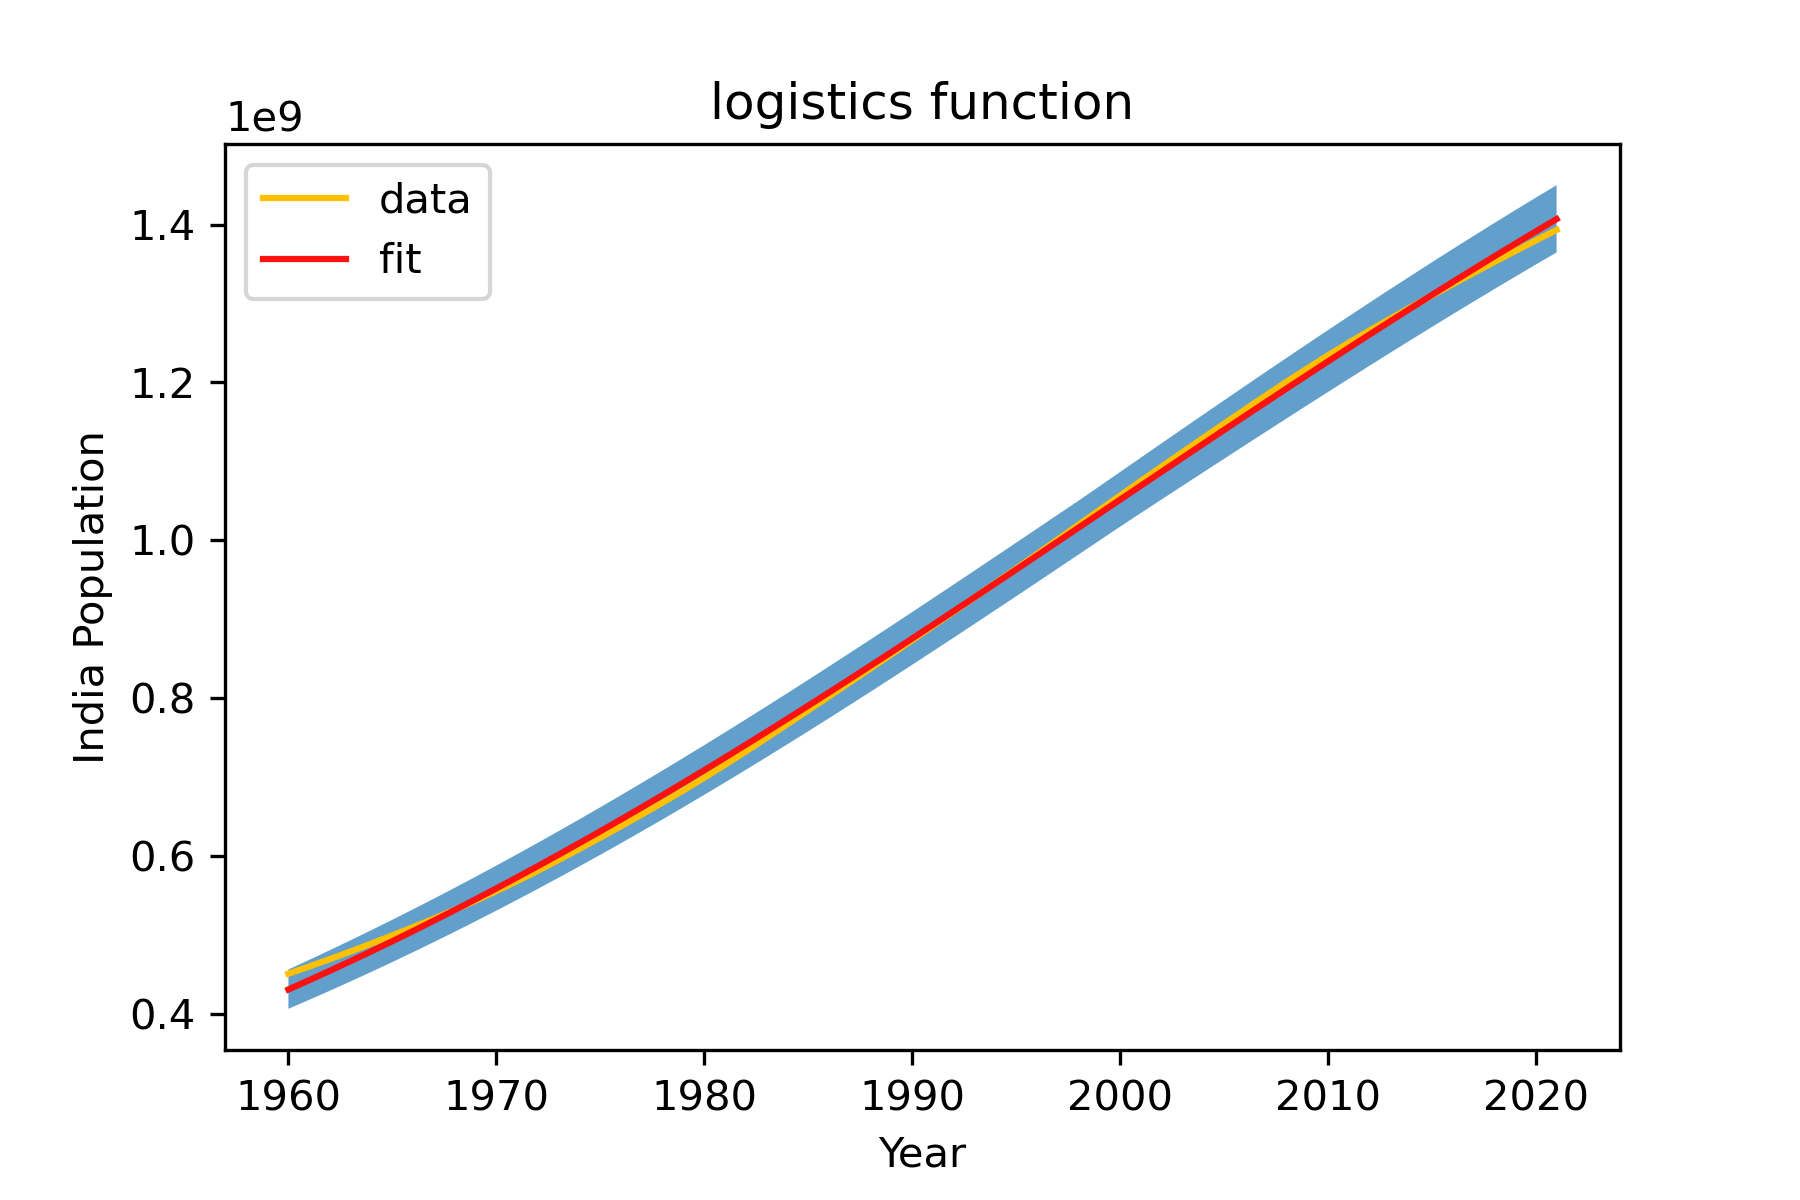 logistics function
1e9
data
fit
1.4
1.2
1.0
0.8
0.6
0.4
India Population
1960 1970 1980 1990 2000 2010 2020
Year